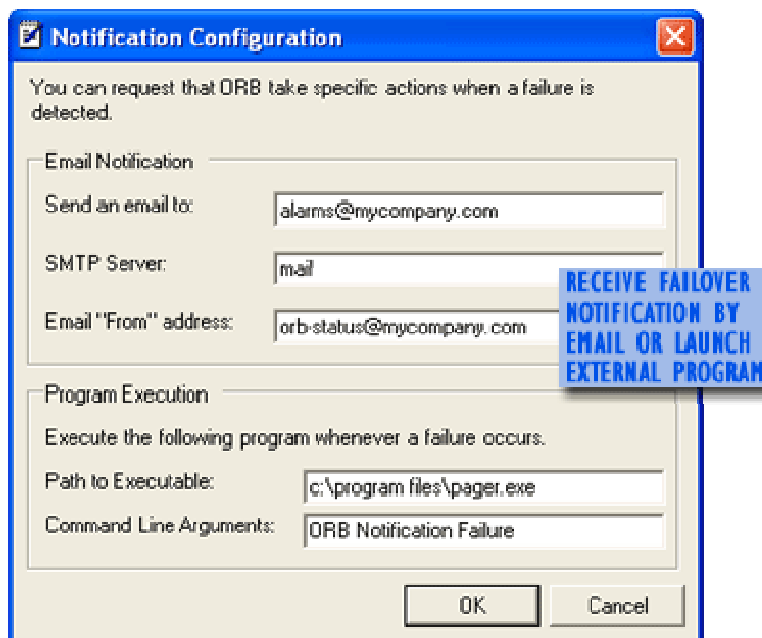 Notification Configuration
You can request that ORB take specific actions when a failure is
detected.
Email Notification
Send an email to:
alarms@mycompany.com
SMTP Server:
mail
Email "From" address:
orb-status@mycompany.com
RECEIVE FAILOVER
NOTIFICATION BY
EMAIL OR LAUNCH
EXTERNAL PROGRAM
Program Execution
Execute the following program whenever a failure occurs.
Path to Executable:
c:\program files\pager.exe
Command Line Arguments:
ORB Notification Failure
OK
Cancel